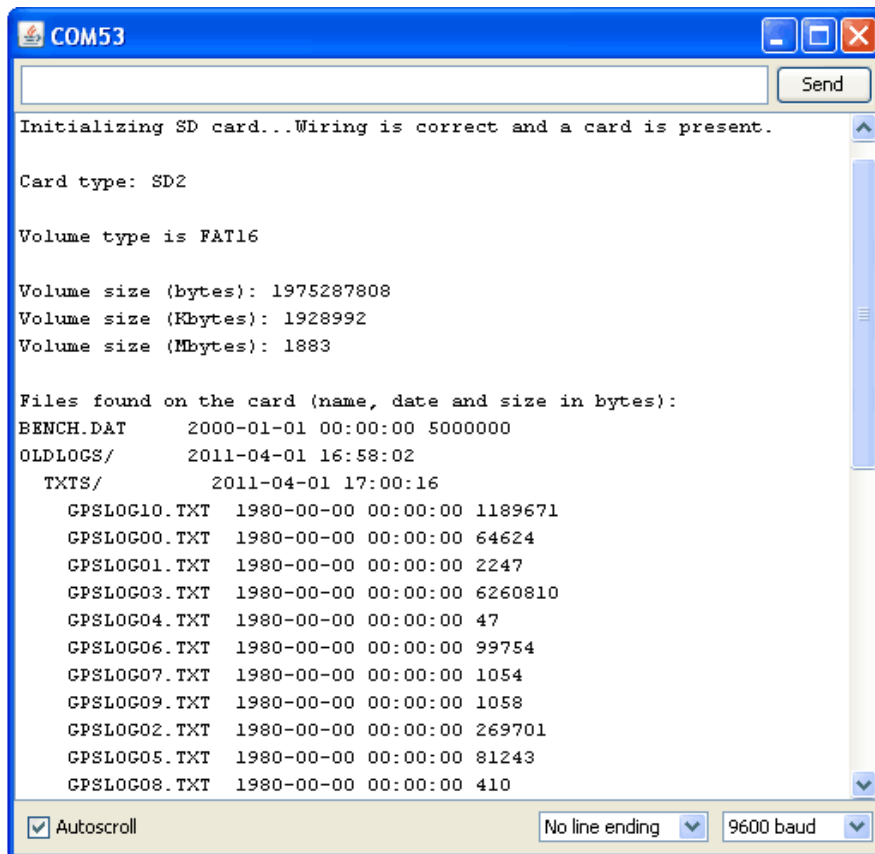 COM53
Send
Initializing SD card...Wiring is correct and a card is present.
Card type: SD2
Volume type is FAT16
Volume size (bytes): 1975287808
Volume size (Kbytes): 1928992
Volume size (Mbytes): 1883
Files found on the card (name, date and size in bytes):
BENCH.DAT     2000-01-01 00:00:00 5000000
OLDLOGS/      2011-04-01 16:58:02
  TXTS/         2011-04-01 17:00:16
    GPSLOG10.TXT  1980-00-00 00:00:00 1189671
    GPSLOG00.TXT  1980-00-00 00:00:00 64624
    GPSLOG01.TXT  1980-00-00 00:00:00 2247
    GPSLOG03.TXT  1980-00-00 00:00:00 6260810
    GPSLOG04.TXT  1980-00-00 00:00:00 47
    GPSLOG06.TXT  1980-00-00 00:00:00 99754
    GPSLOG07.TXT  1980-00-00 00:00:00 1054
    GPSLOG09.TXT  1980-00-00 00:00:00 1058
    GPSLOG02.TXT  1980-00-00 00:00:00 269701
    GPSLOG05.TXT  1980-00-00 00:00:00 81243
    GPSLOG08.TXT  1980-00-00 00:00:00 410
Autoscroll No line ending 9600 baud